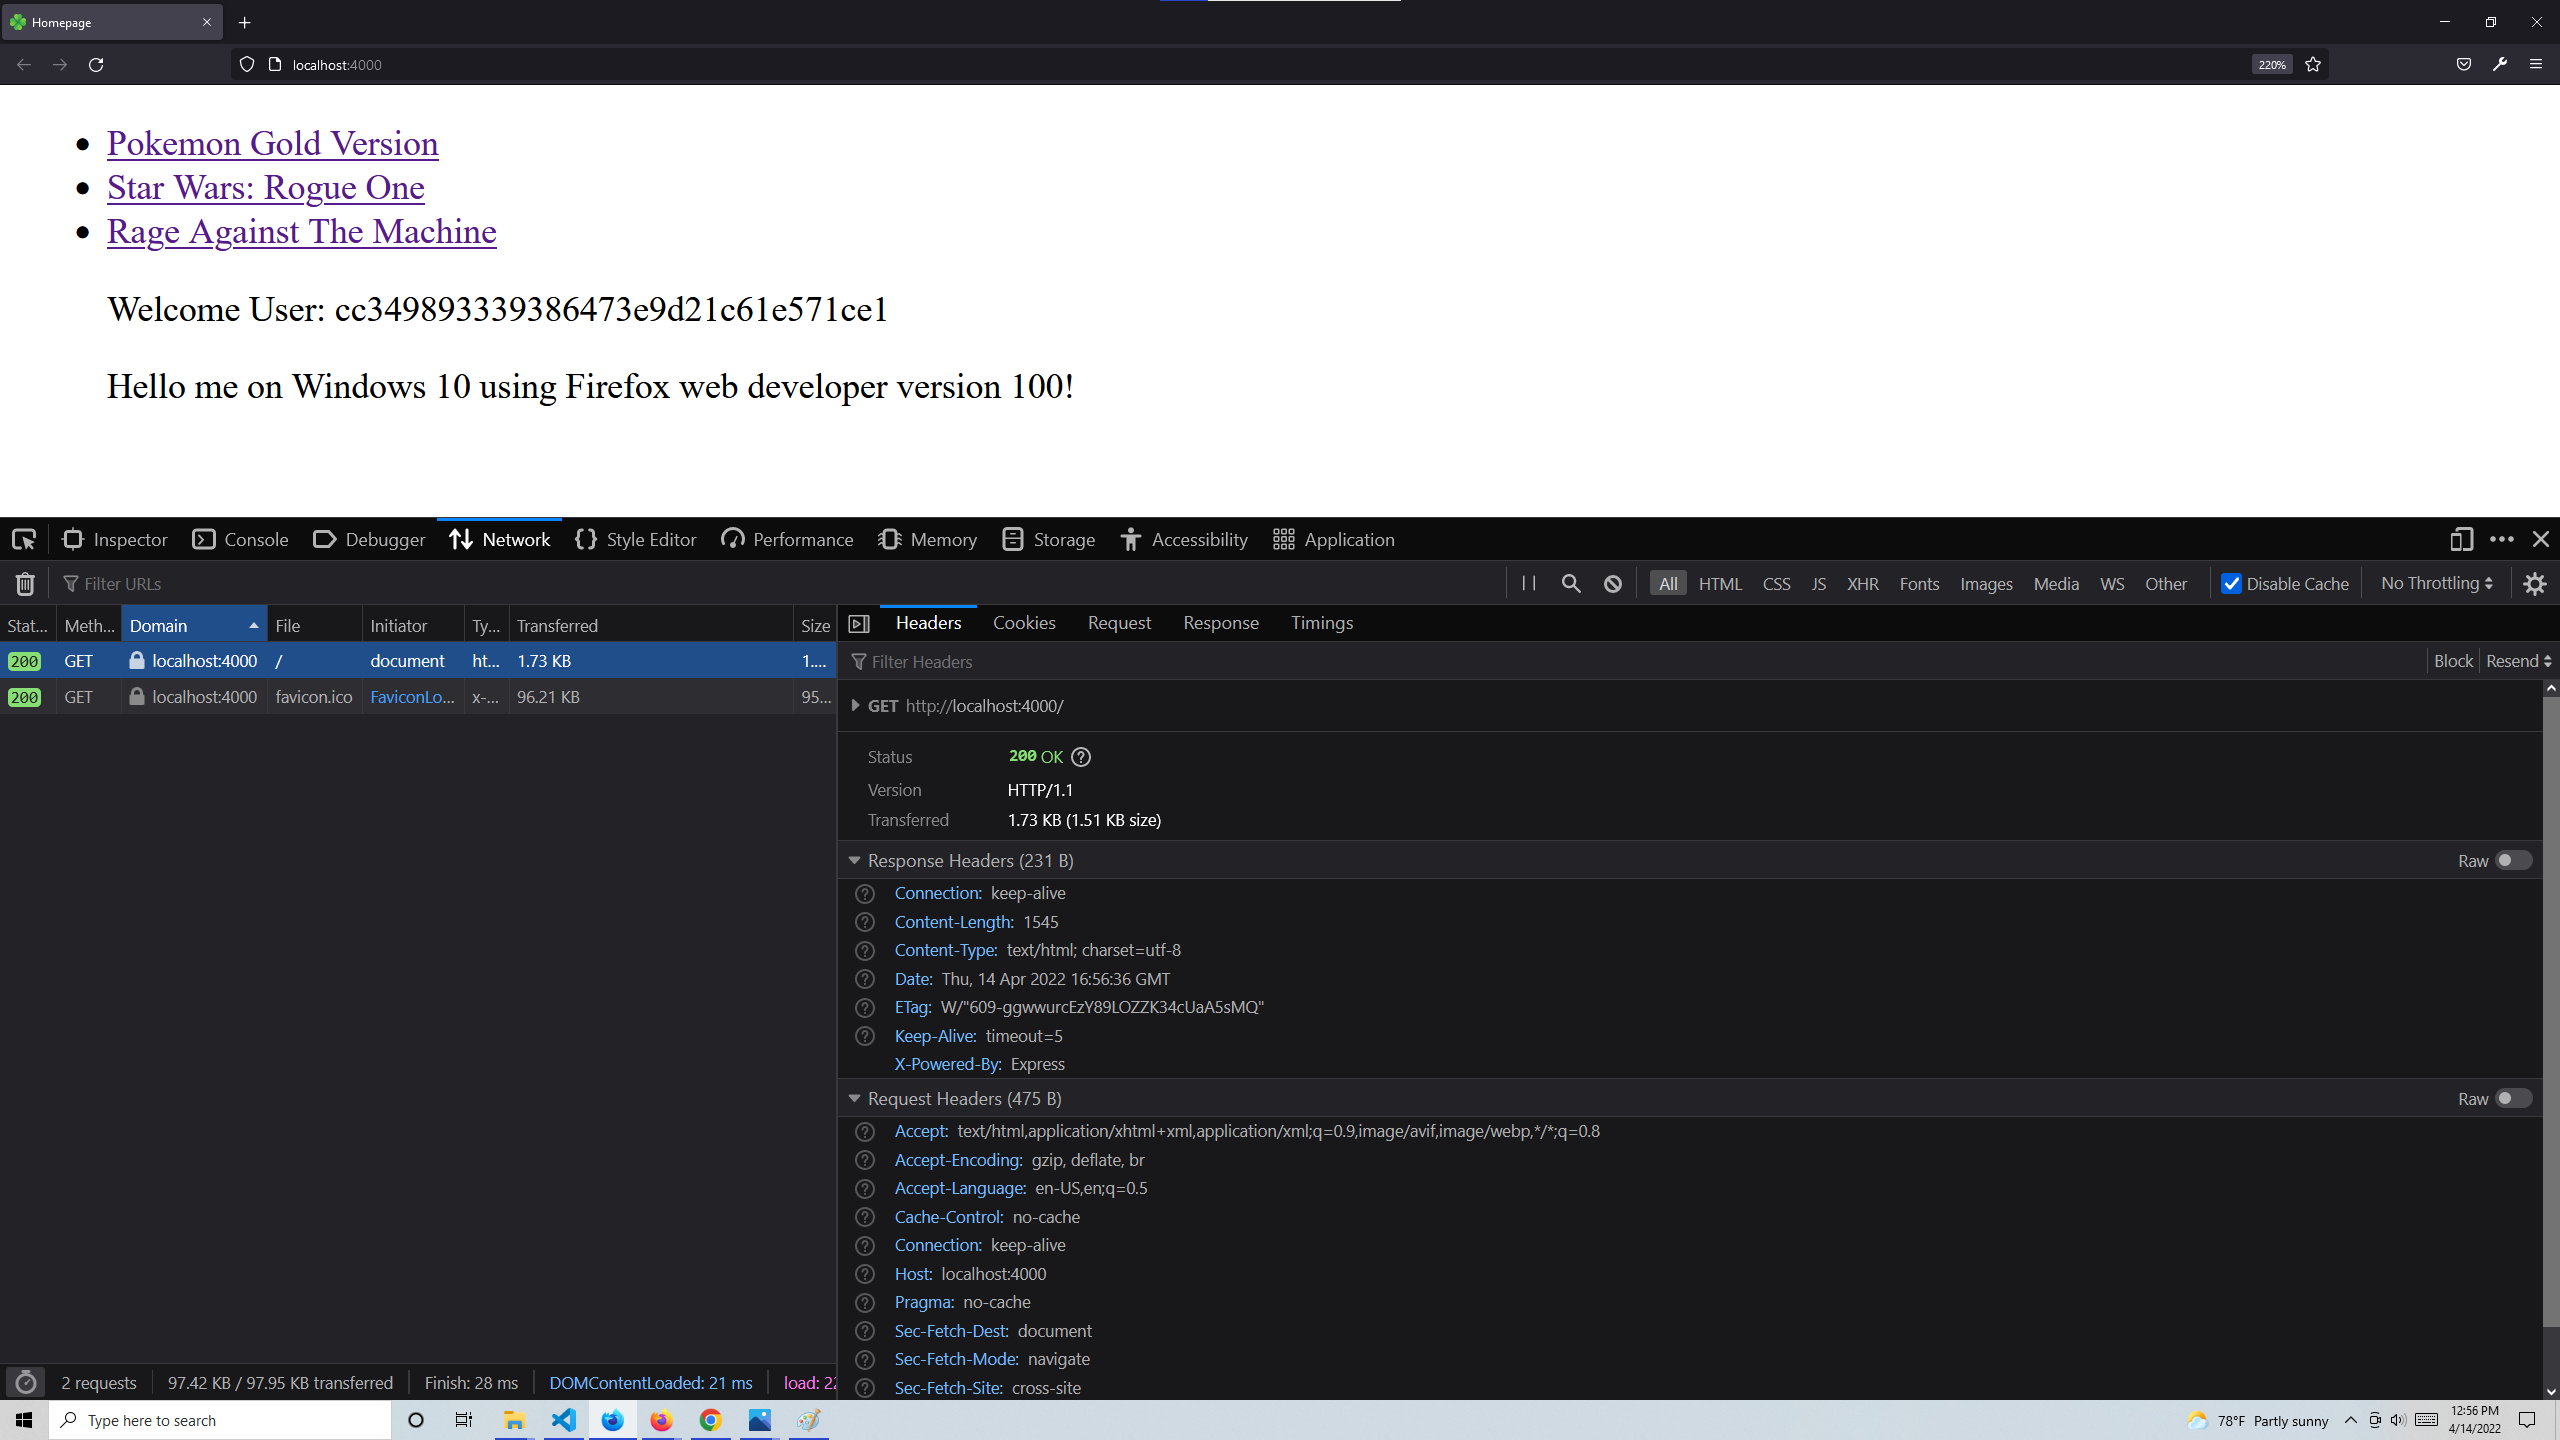 Homepage
localhost:4000
220%
Pokemon Gold Version
Star Wars: Rogue One
Rage Against The Machine
Welcome User: cc349893339386473e9d21c61e571ce1
Hello me on Windows 10 using Firefox web developer version 100!
Inspector Console Debugger Network Style Editor Performance Memory Storage Accessibility Application
Filter URLs
All HTML CSS JS XHR Fonts Images Media WS Other Disable Cache No Throttling
Stat... Meth... Domain File Initiator Ty... Transferred Size
200 GET localhost:4000 / document ht... 1.73 KB 1....
200 GET localhost:4000 favicon.ico FaviconLo... x-... 96.21 KB 95...
Headers Cookies Request Response Timings
Filter Headers
Block Resend
GET http://localhost:4000/
Status 200 OK
Version HTTP/1.1
Transferred 1.73 KB (1.51 KB size)
Response Headers (231 B)
Raw
Connection: keep-alive
Content-Length: 1545
Content-Type: text/html; charset=utf-8
Date: Thu, 14 Apr 2022 16:56:36 GMT
ETag: W/"609-ggwwurcEzY89LOZZK34cUaA5sMQ"
Keep-Alive: timeout=5
X-Powered-By: Express
Request Headers (475 B)
Raw
Accept: text/html,application/xhtml+xml,application/xml;q=0.9,image/avif,image/webp,*/*;q=0.8
Accept-Encoding: gzip, deflate, br
Accept-Language: en-US,en;q=0.5
Cache-Control: no-cache
Connection: keep-alive
Host: localhost:4000
Pragma: no-cache
Sec-Fetch-Dest: document
Sec-Fetch-Mode: navigate
Sec-Fetch-Site: cross-site
2 requests 97.42 KB / 97.95 KB transferred Finish: 28 ms DOMContentLoaded: 21 ms load: 22
Type here to search
78°F Partly sunny
12:56 PM
4/14/2022